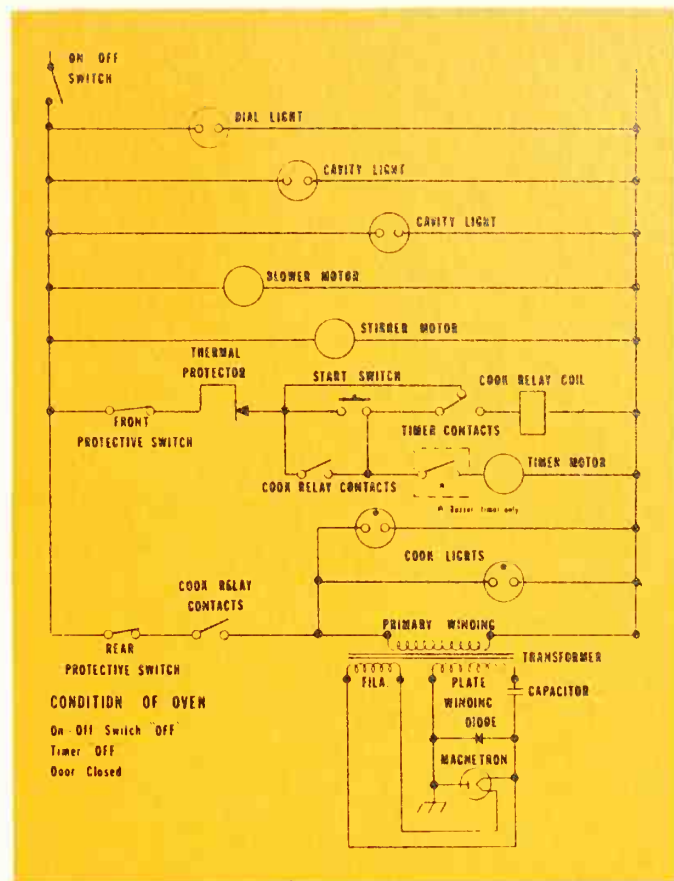 ON OFF
SWITCH
DIAL LIGHT
CAVITY LIGHT
CAVITY LIGHT
BLOWER MOTOR
STIRRER MOTOR
THERMAL
PROTECTOR
START SWITCH
COOK RELAY COIL
FRONT
PROTECTIVE SWITCH
TIMER CONTACTS
COOK RELAY CONTACTS
TIMER MOTOR
* Buzzer timer only
COOK LIGHTS
COOK RELAY
CONTACTS
PRIMARY WINDING
REAR
PROTECTIVE SWITCH
TRANSFORMER
FILA.
PLATE
WINDING
CAPACITOR
DIODE
MAGNETRON
CONDITION OF OVEN
On-Off Switch "OFF"
Timer OFF
Door Closed